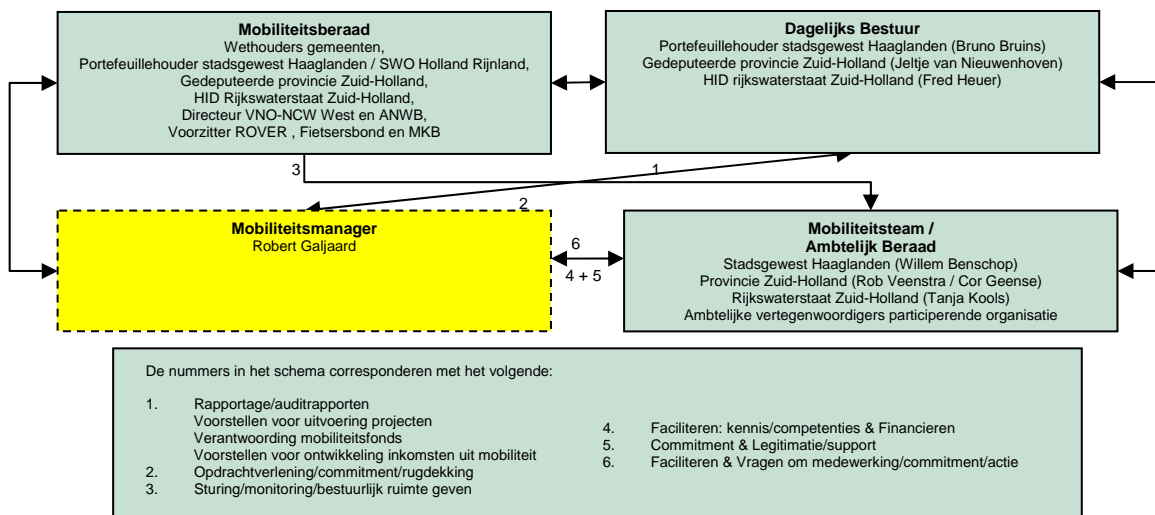 Mobiliteitsberaad
Wethouders gemeenten,
Portefeuillehouder stadsgewest Haaglanden / SWO Holland Rijnland,
Gedeputeerde provincie Zuid-Holland,
HID Rijkswaterstaat Zuid-Holland,
Directeur VNO-NCW West en ANWB,
Voorzitter ROVER , Fietsersbond en MKB
Dagelijks Bestuur
Portefeuillehouder stadsgewest Haaglanden (Bruno Bruins)
Gedeputeerde provincie Zuid-Holland (Jeltje van Nieuwenhoven)
HID rijkswaterstaat Zuid-Holland (Fred Heuer)
3
1
2
Mobiliteitsmanager
Robert Galjaard
6
4 + 5
Mobiliteitsteam /
Ambtelijk Beraad
Stadsgewest Haaglanden (Willem Benschop)
Provincie Zuid-Holland (Rob Veenstra / Cor Geense)
Rijkswaterstaat Zuid-Holland (Tanja Kools)
Ambtelijke vertegenwoordigers participerende organisatie
De nummers in het schema corresponderen met het volgende:
1. Rapportage/auditrapporten
Voorstellen voor uitvoering projecten
Verantwoording mobiliteitsfonds
Voorstellen voor ontwikkeling inkomsten uit mobiliteit
2. Opdrachtverlening/commitment/rugdekking
3. Sturing/monitoring/bestuurlijk ruimte geven
4. Faciliteren: kennis/competenties & Financieren
5. Commitment & Legitimatie/support
6. Faciliteren & Vragen om medewerking/commitment/actie